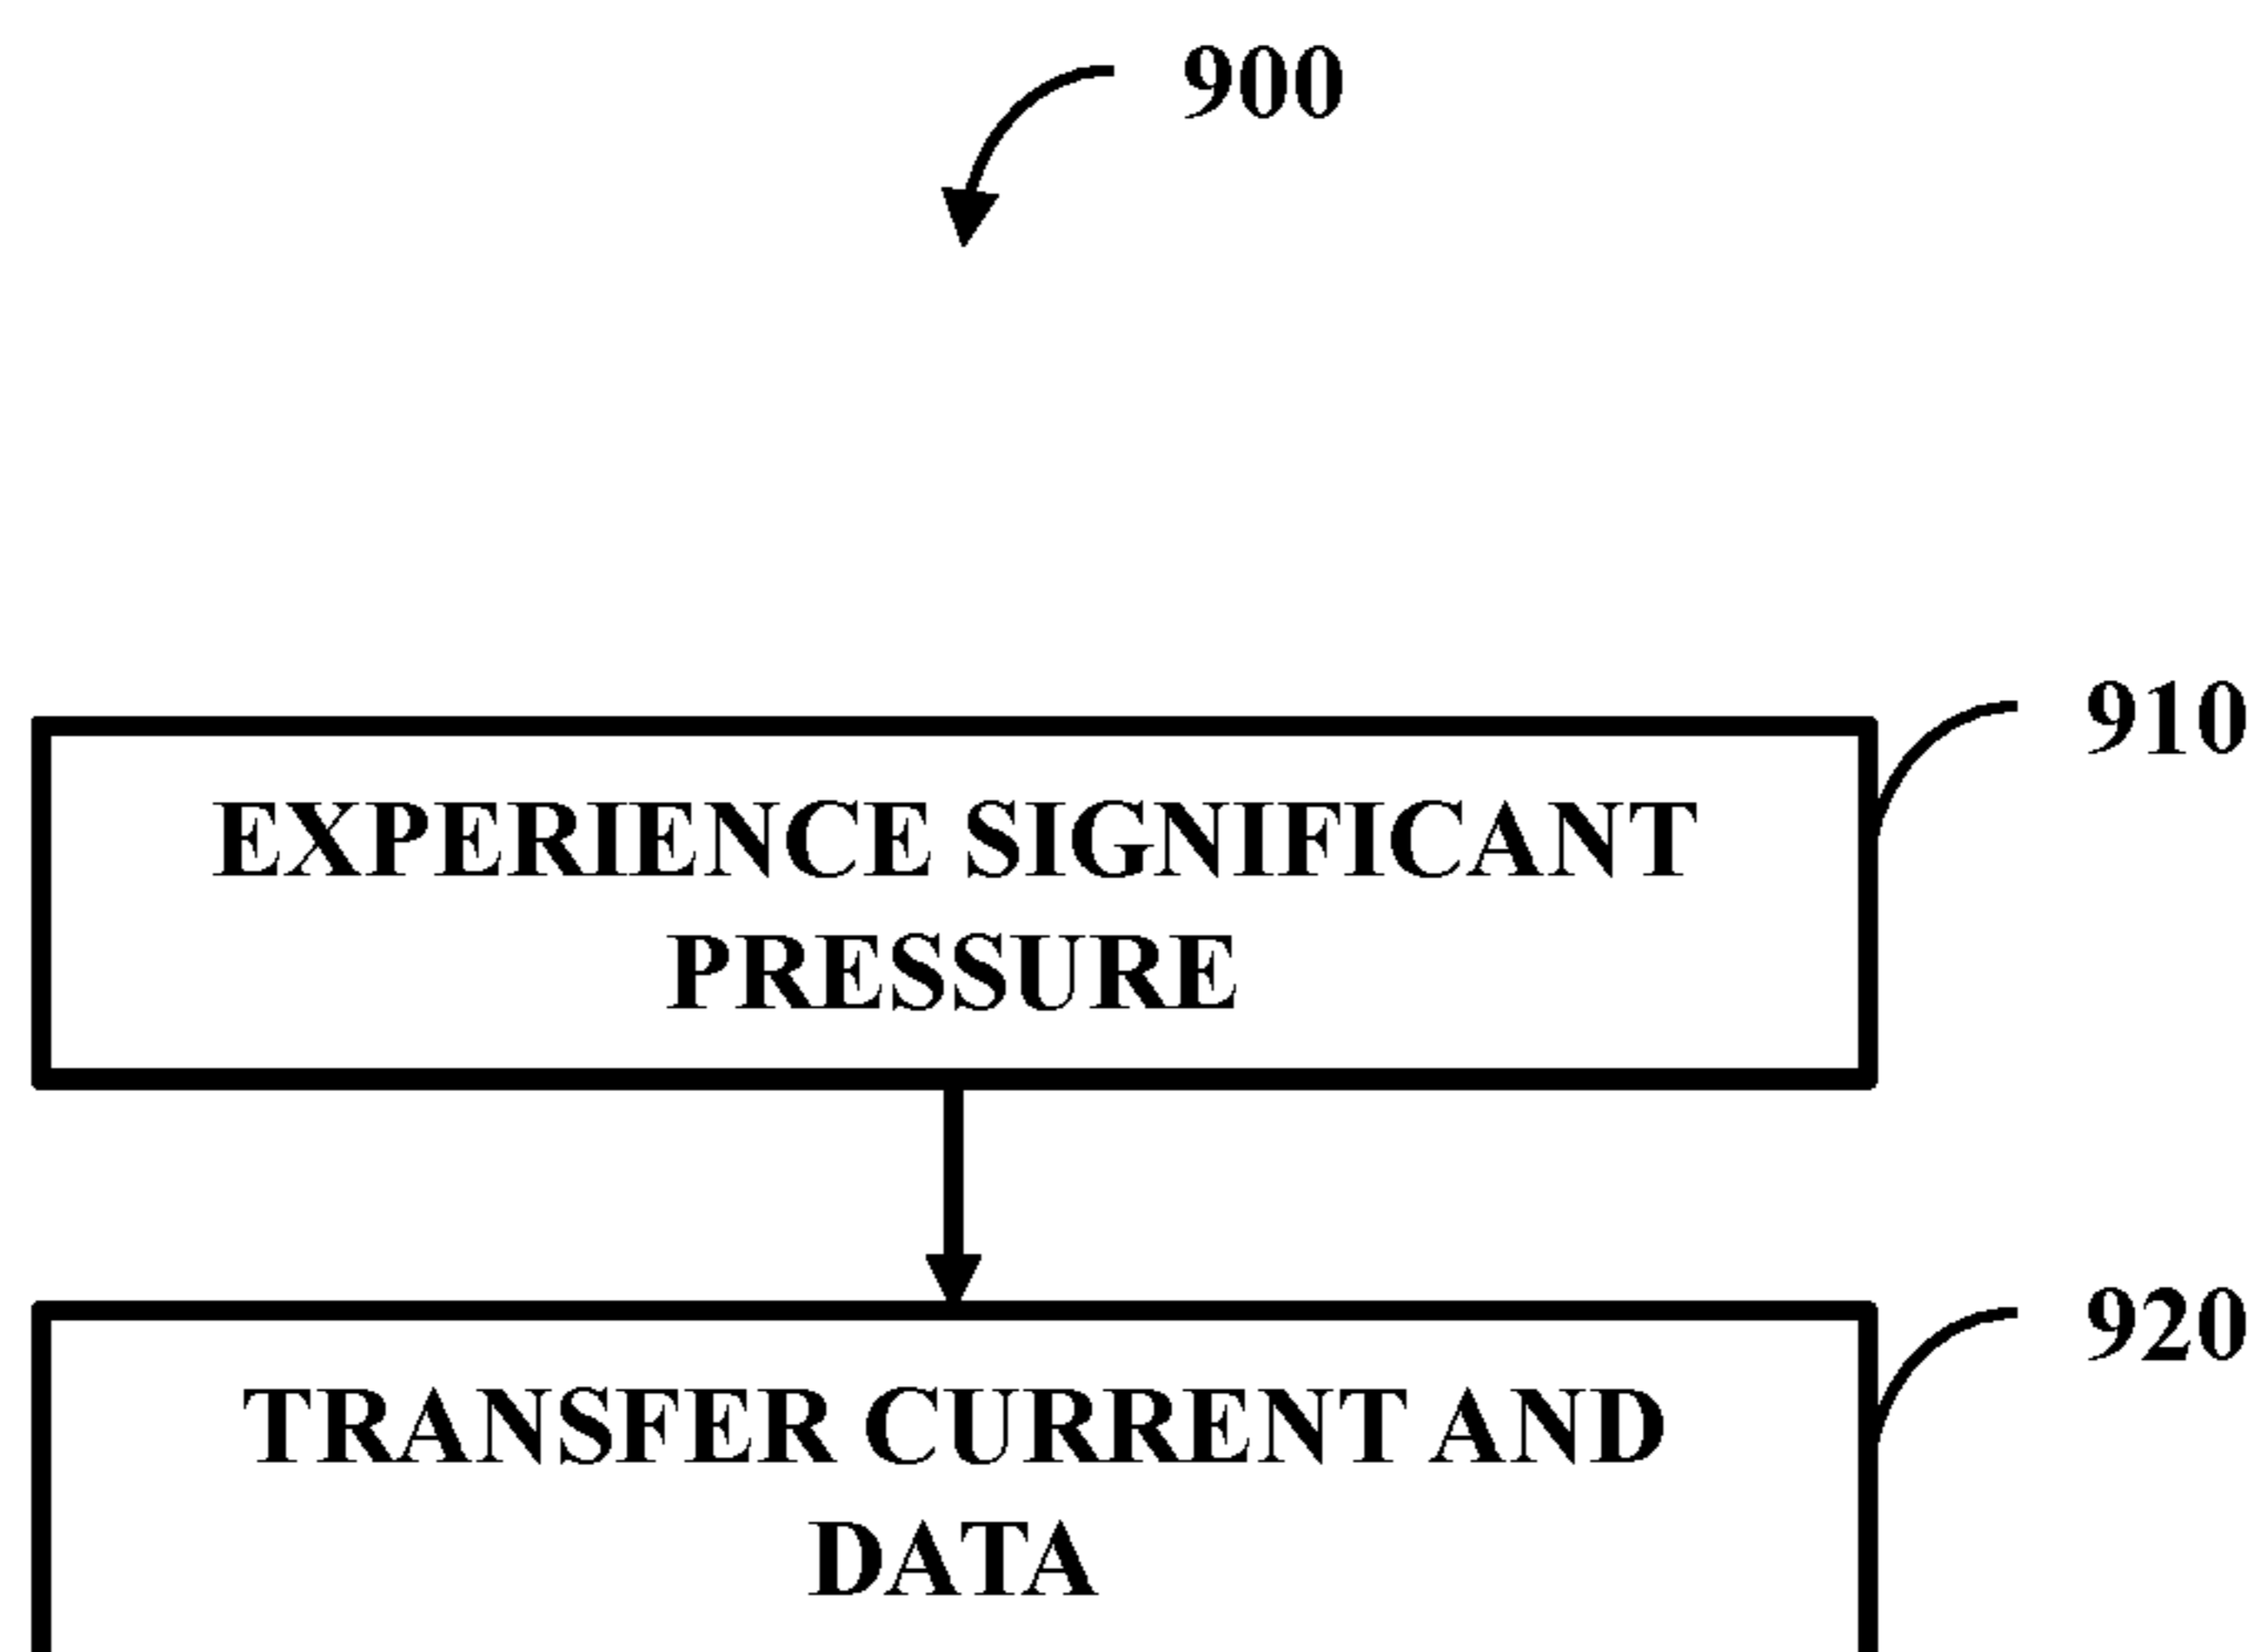 900
910
EXPERIENCE SIGNIFICANT
PRESSURE
920
TRANSFER CURRENT AND
DATA